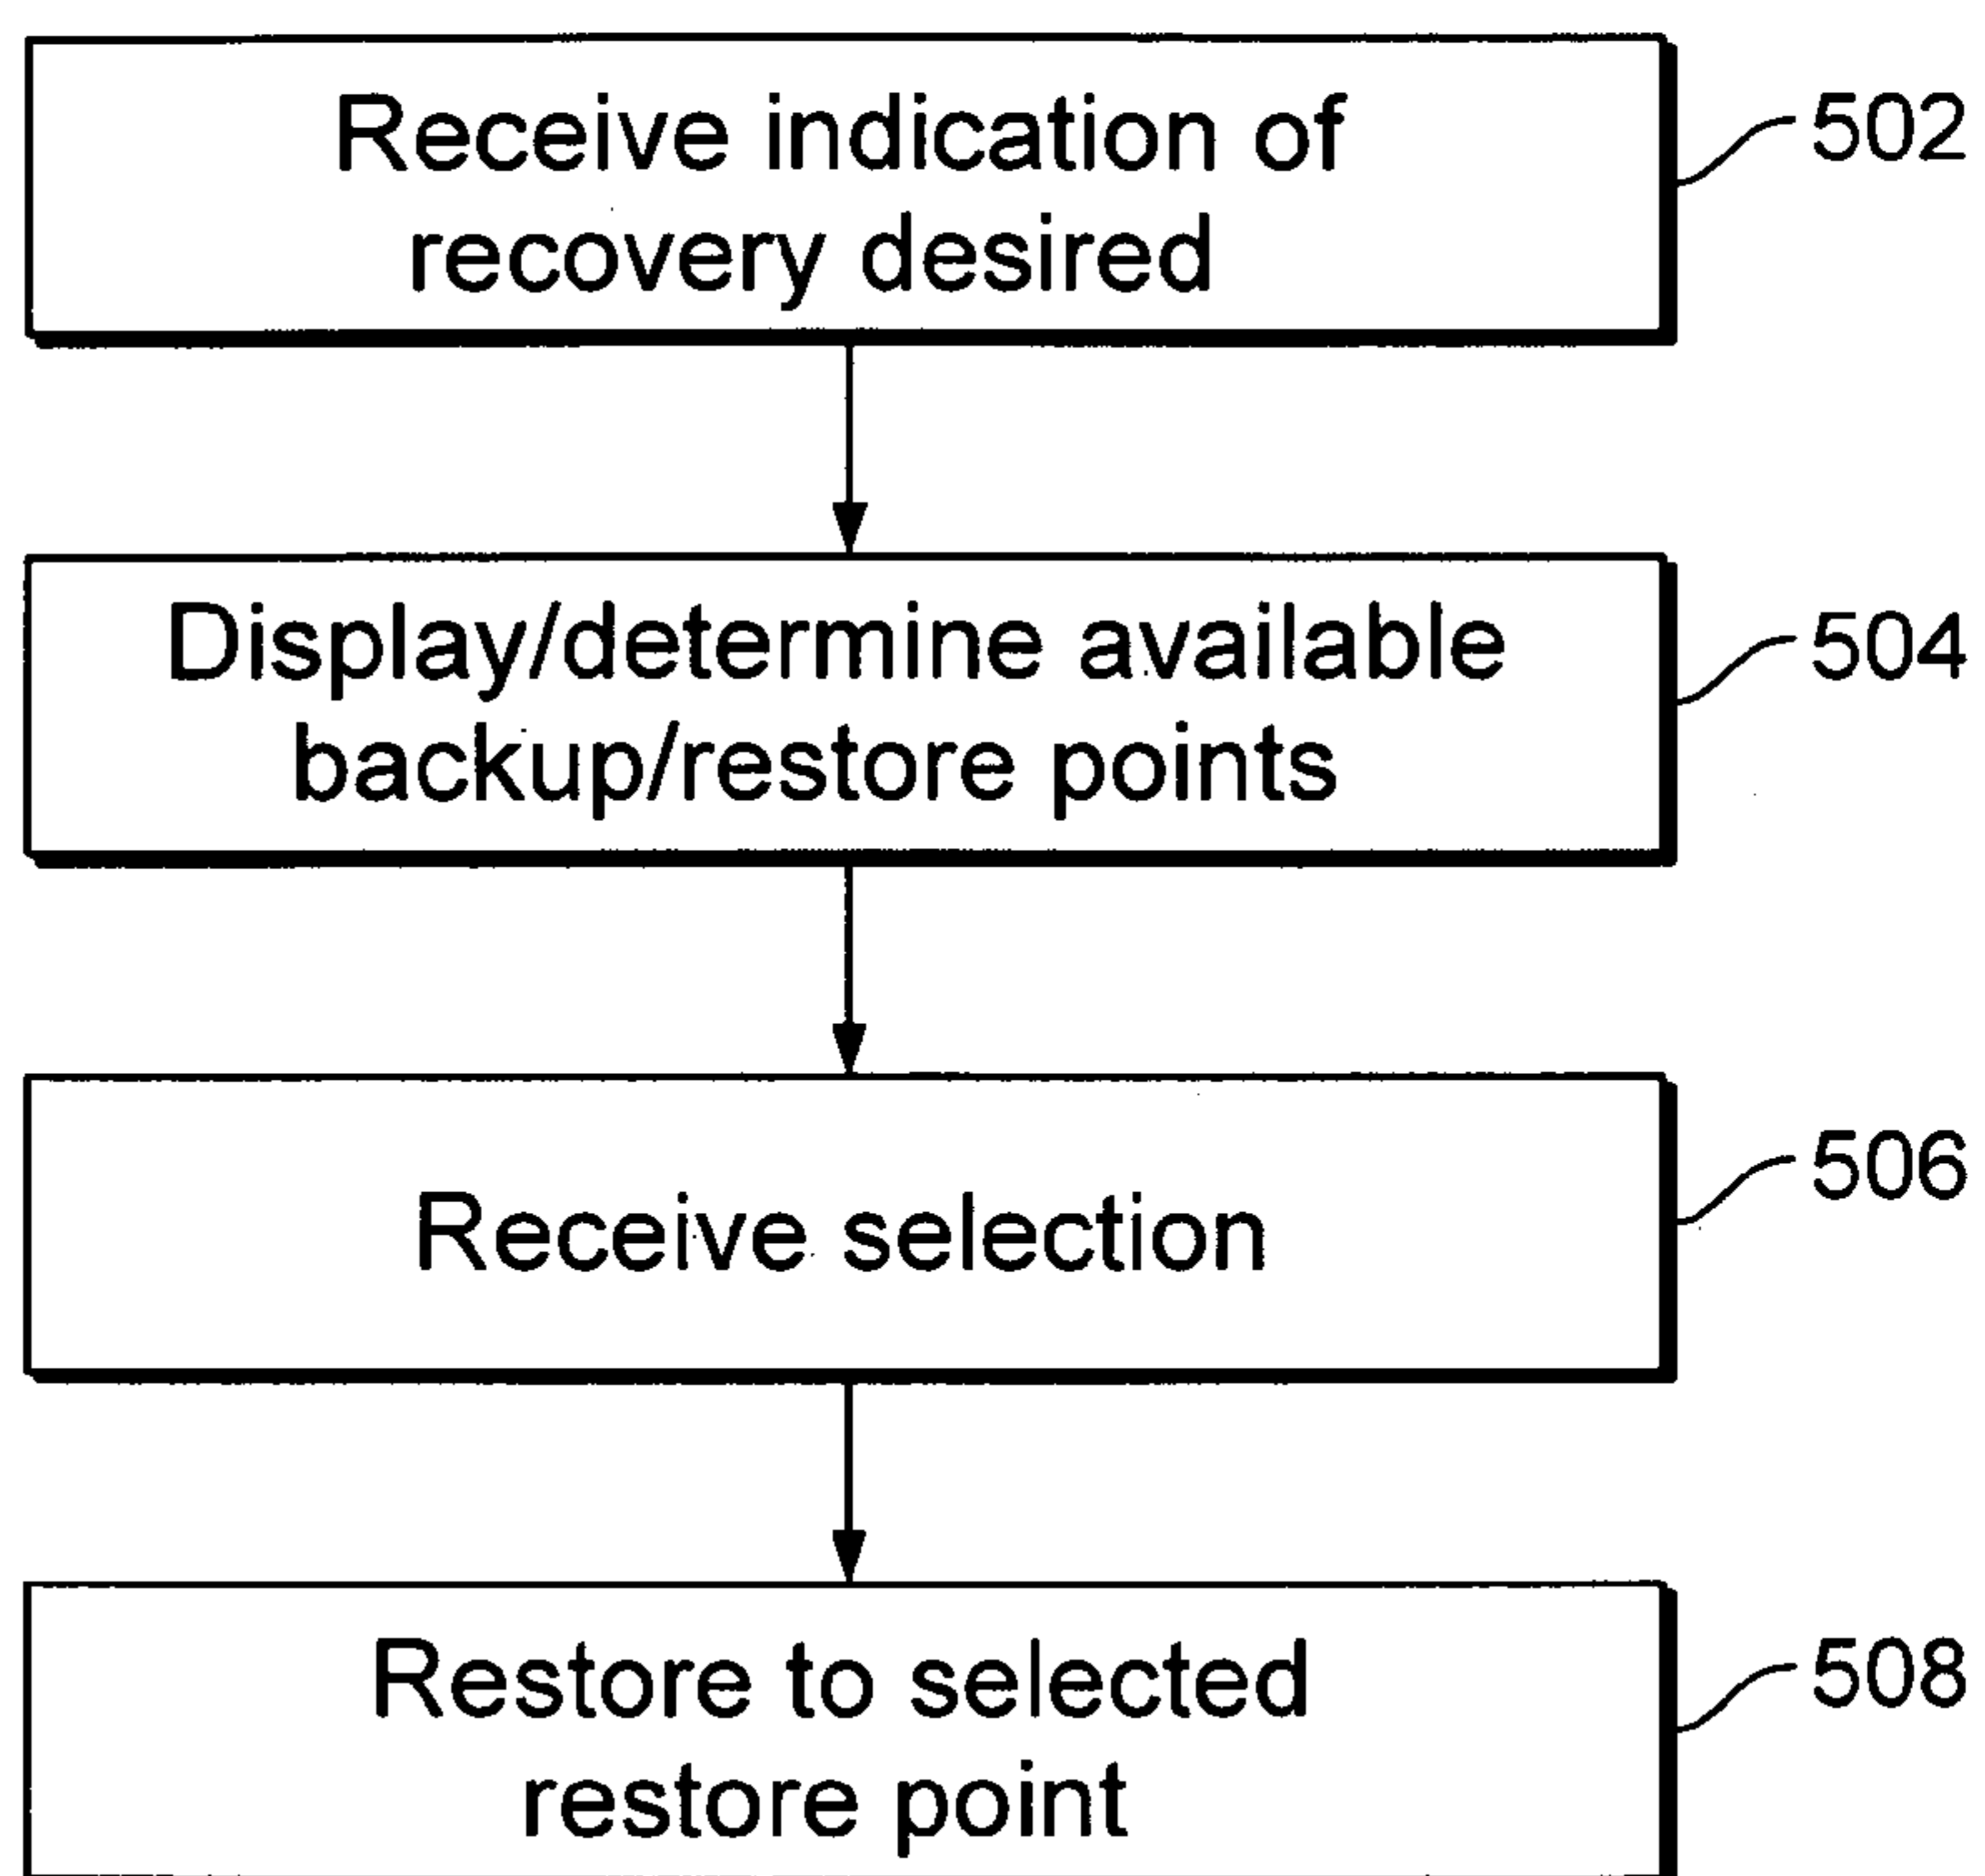 Receive indication of
recovery desired
502
Display/determine available
backup/restore points
504
Receive selection
506
Restore to selected
restore point
508